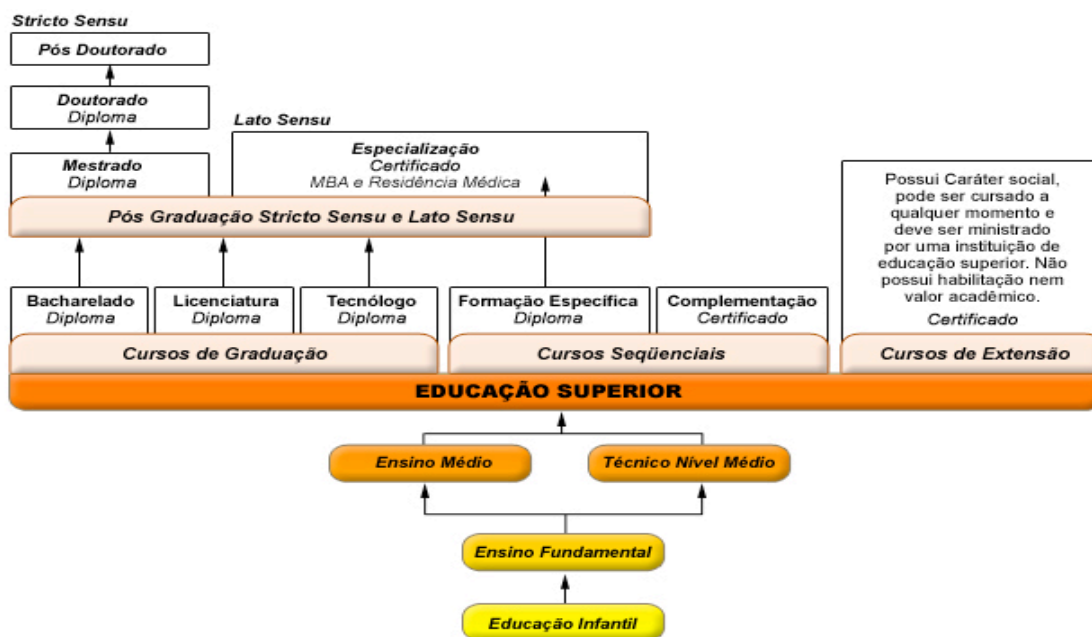 Stricto Sensu
Pós Doutorado
Doutorado
Diploma
Mestrado
Diploma
Lato Sensu
Especialização
Certificado
MBA e Residência Médica
Pós Graduação Stricto Sensu e Lato Sensu
Possui Caráter social,
pode ser cursado a
qualquer momento e
deve ser ministrado
por uma instituição de
educação superior. Não
possui habilitação nem
valor acadêmico.
Certificado
Bacharelado
Diploma
Licenciatura
Diploma
Tecnólogo
Diploma
Formação Específica
Diploma
Complementação
Certificado
Cursos de Graduação
Cursos Seqüenciais
Cursos de Extensão
EDUCAÇÃO SUPERIOR
Ensino Médio
Técnico Nível Médio
Ensino Fundamental
Educação Infantil